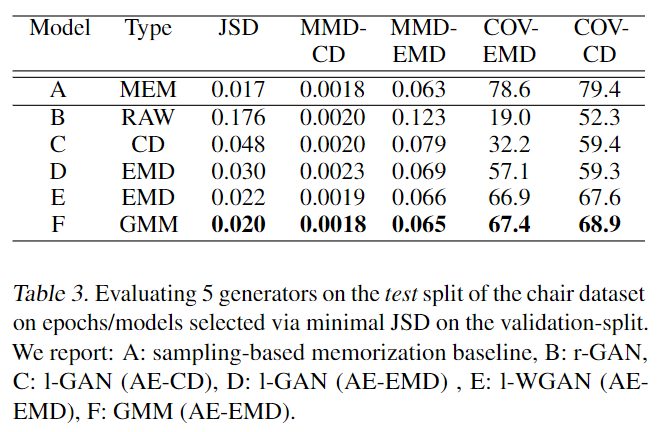 Model Type JSD MMD- MMD- COV- COV-
CD EMD EMD CD
A MEM 0.017 0.0018 0.063 78.6 79.4
B RAW 0.176 0.0020 0.123 19.0 52.3
C CD 0.048 0.0020 0.079 32.2 59.4
D EMD 0.030 0.0023 0.069 57.1 59.3
E EMD 0.022 0.0019 0.066 66.9 67.6
F GMM 0.020 0.0018 0.065 67.4 68.9
Table 3. Evaluating 5 generators on the test split of the chair dataset
on epochs/models selected via minimal JSD on the validation-split.
We report: A: sampling-based memorization baseline, B: r-GAN,
C: l-GAN (AE-CD), D: l-GAN (AE-EMD) , E: l-WGAN (AE-
EMD), F: GMM (AE-EMD).